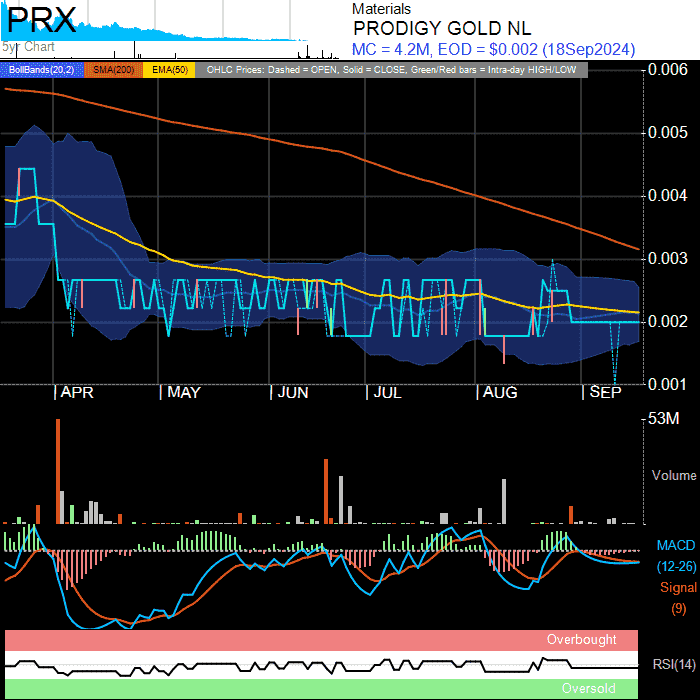 PRX
5yr Chart
Materials
PRODIGY GOLD NL
MC = 4.2M, EOD = $0.002 (18Sep2024)
BollBands(20,2) SMA(200) EMA(50) OHLC Prices: Dashed = OPEN, Solid = CLOSE, Green/Red bars = Intra-day HIGH/LOW
0.006
0.005
0.004
0.003
0.002
0.001
APR MAY JUN JUL AUG SEP
53M
Volume
MACD
(12-26)
Signal
(9)
Overbought
RSI(14)
Oversold